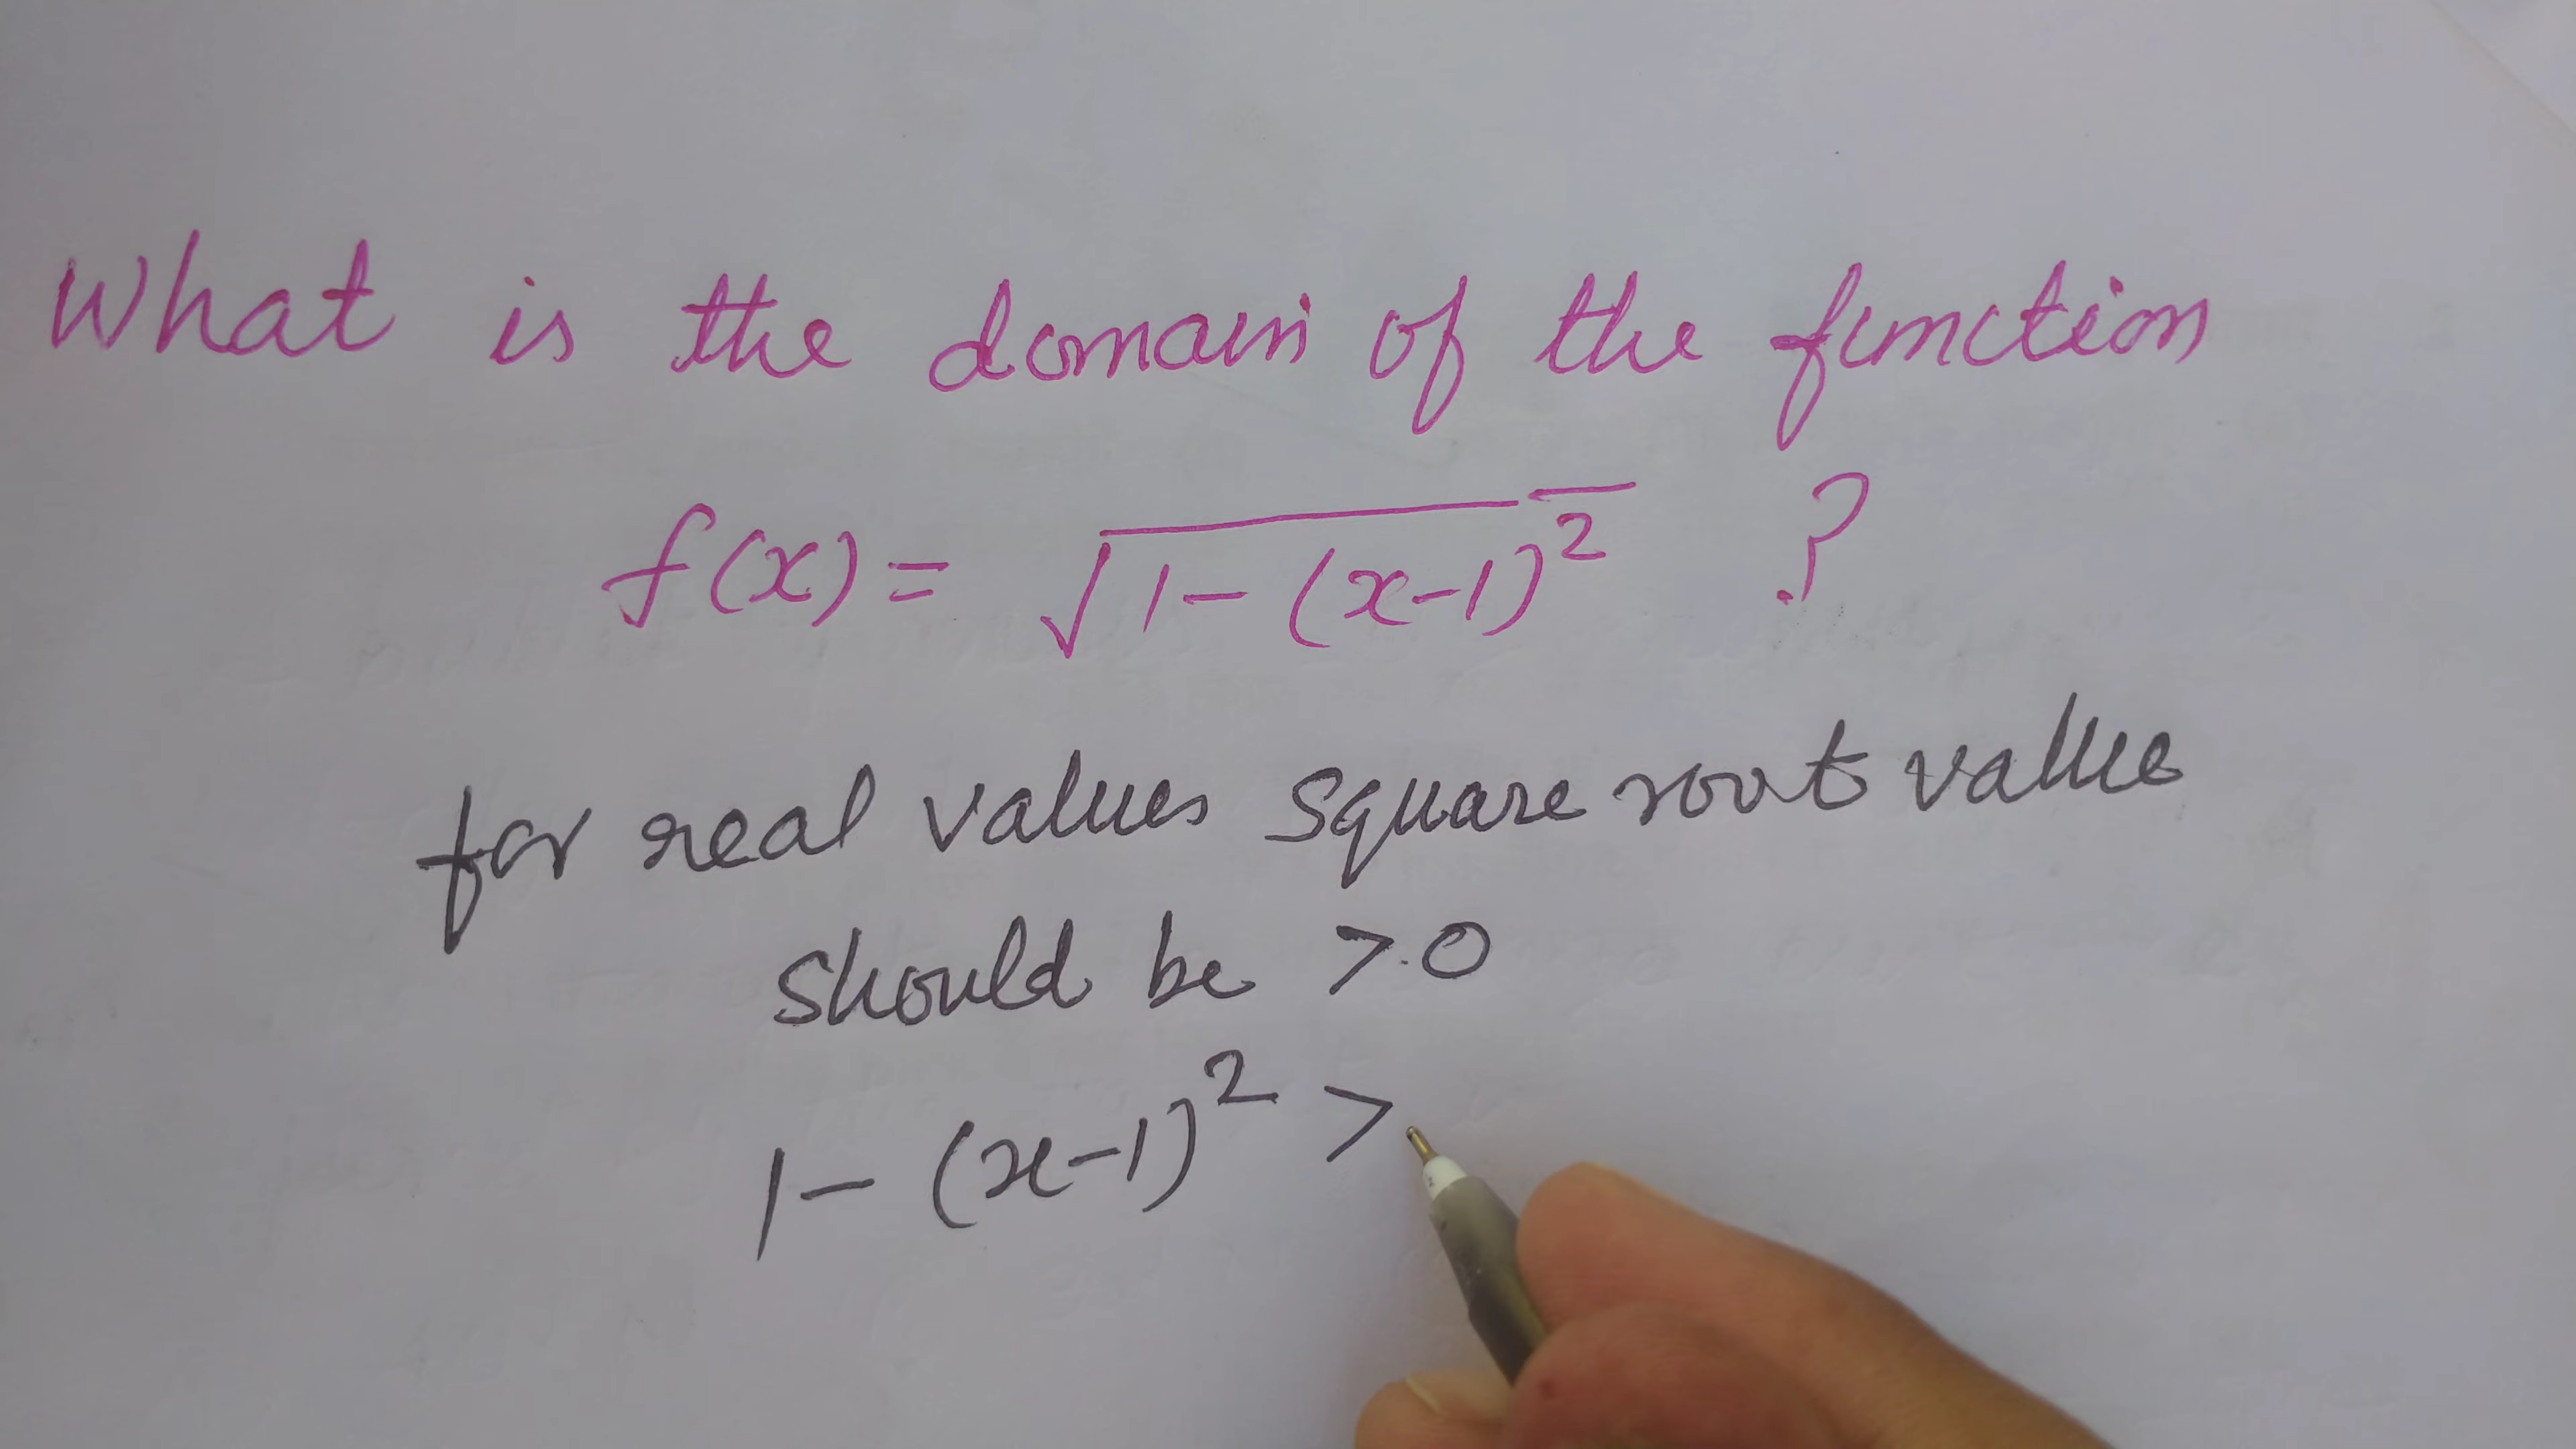 What is the domain of the function
f(x) = √1-(x-1)² ?
for real values square root value
should be >.0
1-(x-1)² >